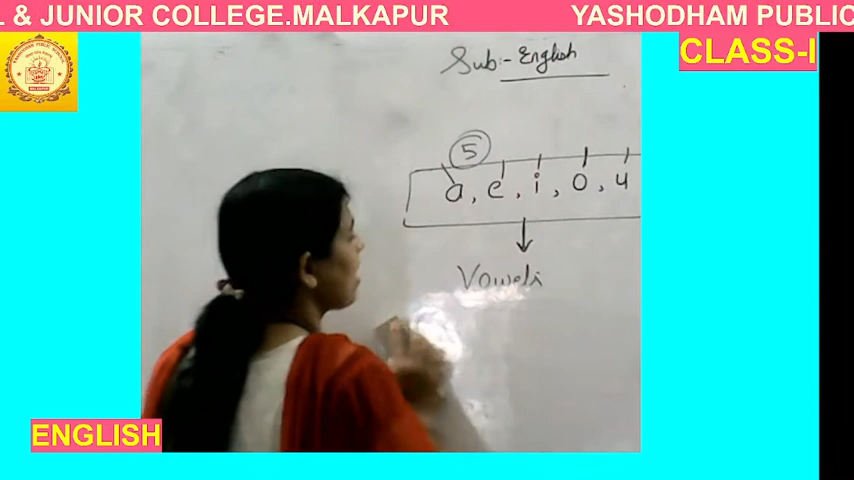 L & JUNIOR COLLEGE.MALKAPUR YASHODHAM PUBLIC
CLASS-I
Sub:- English
5
a, e, i, o, u
Vowels
ENGLISH